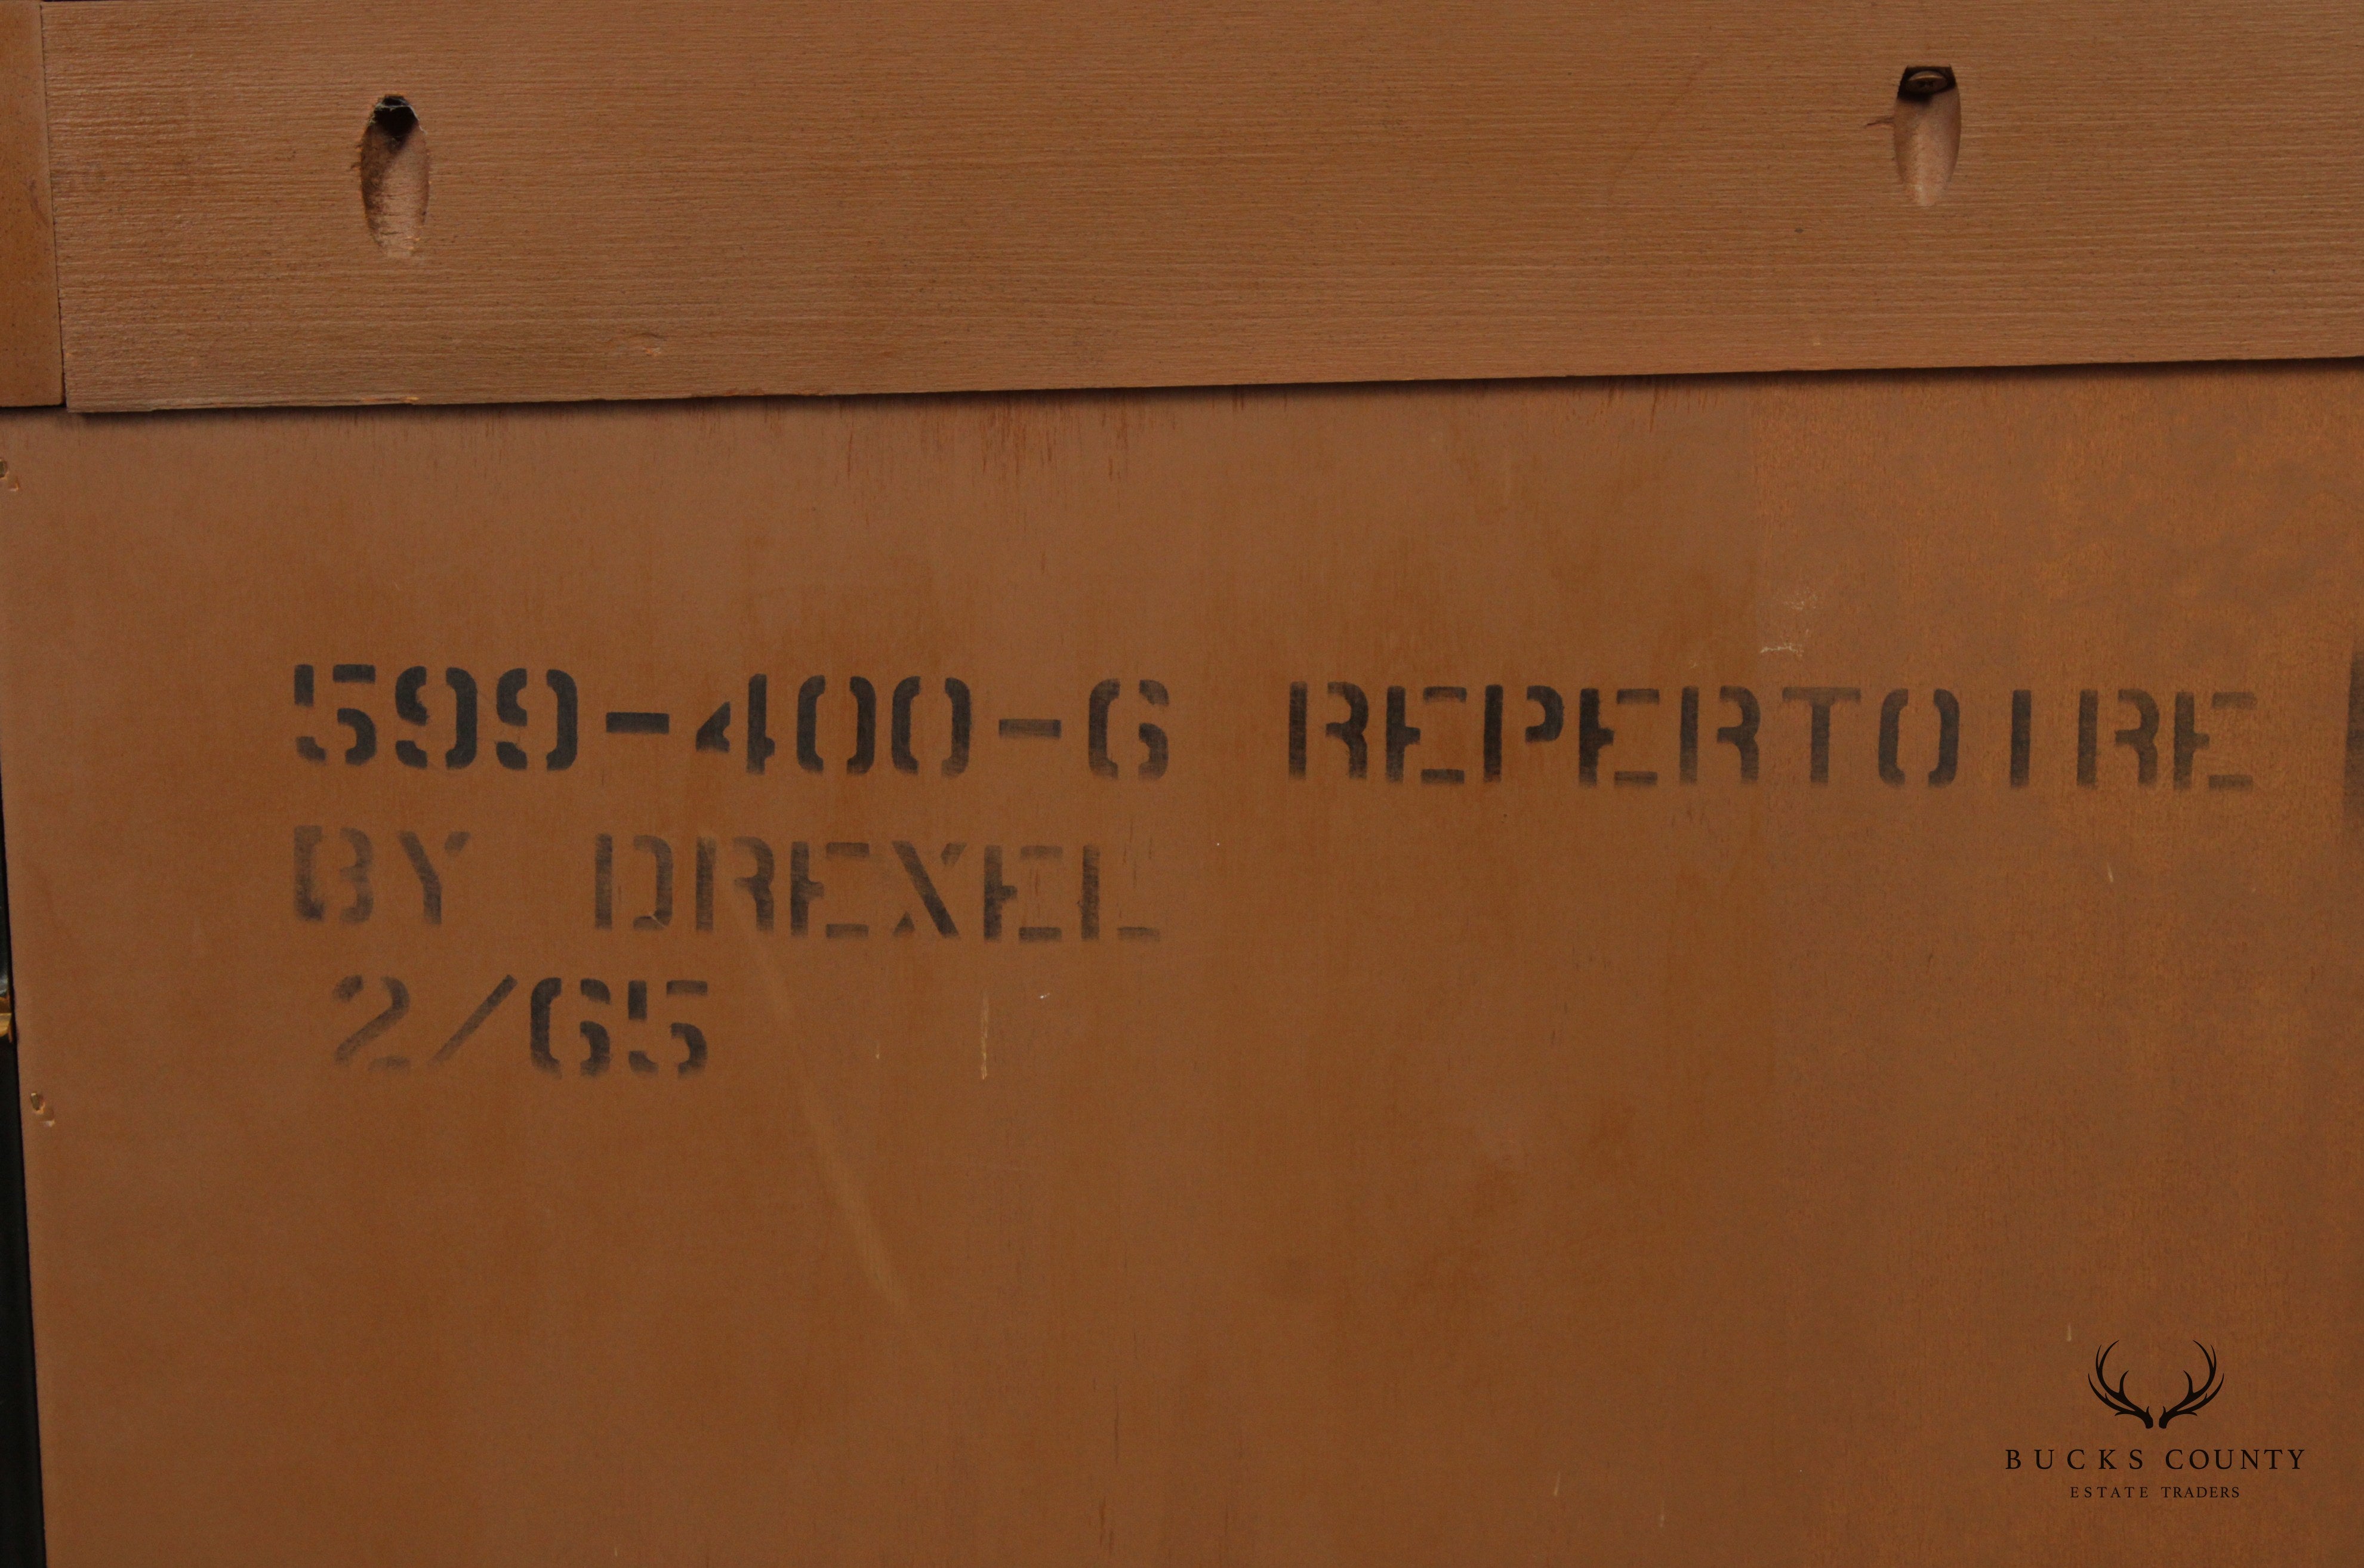 599-400-6 REPERTOIRE
BY DREXEL
2/65
BUCKS COUNTY
ESTATE TRADERS